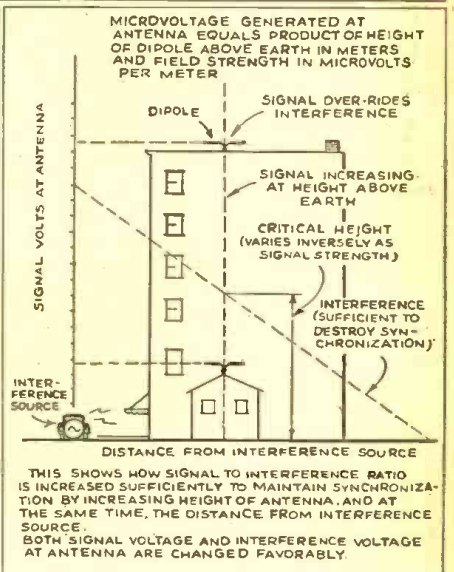 MICROVOLTAGE GENERATED AT
ANTENNA EQUALS PRODUCT OF HEIGHT
OF DIPOLE ABOVE EARTH IN METERS
AND FIELD STRENGTH IN MICROVOLTS
PER METER
DIPOLE
SIGNAL OVER-RIDES
INTERFERENCE
SIGNAL INCREASING
AT HEIGHT ABOVE
EARTH
CRITICAL HEIGHT
(VARIES INVERSELY AS
SIGNAL STRENGTH)
SIGNAL VOLTS AT ANTENNA
INTERFERENCE
(SUFFICIENT TO
DESTROY SYN-
CHRONIZATION)
INTER-
FERENCE
SOURCE
DISTANCE FROM INTERFERENCE SOURCE
THIS SHOWS HOW SIGNAL TO INTERFERENCE RATIO
IS INCREASED SUFFICIENTLY TO MAINTAIN SYNCHRONIZA-
TION BY INCREASING HEIGHT OF ANTENNA, AND AT
THE SAME TIME, THE DISTANCE FROM INTERFERENCE
SOURCE.
BOTH SIGNAL VOLTAGE AND INTERFERENCE VOLTAGE
AT ANTENNA ARE CHANGED FAVORABLY.